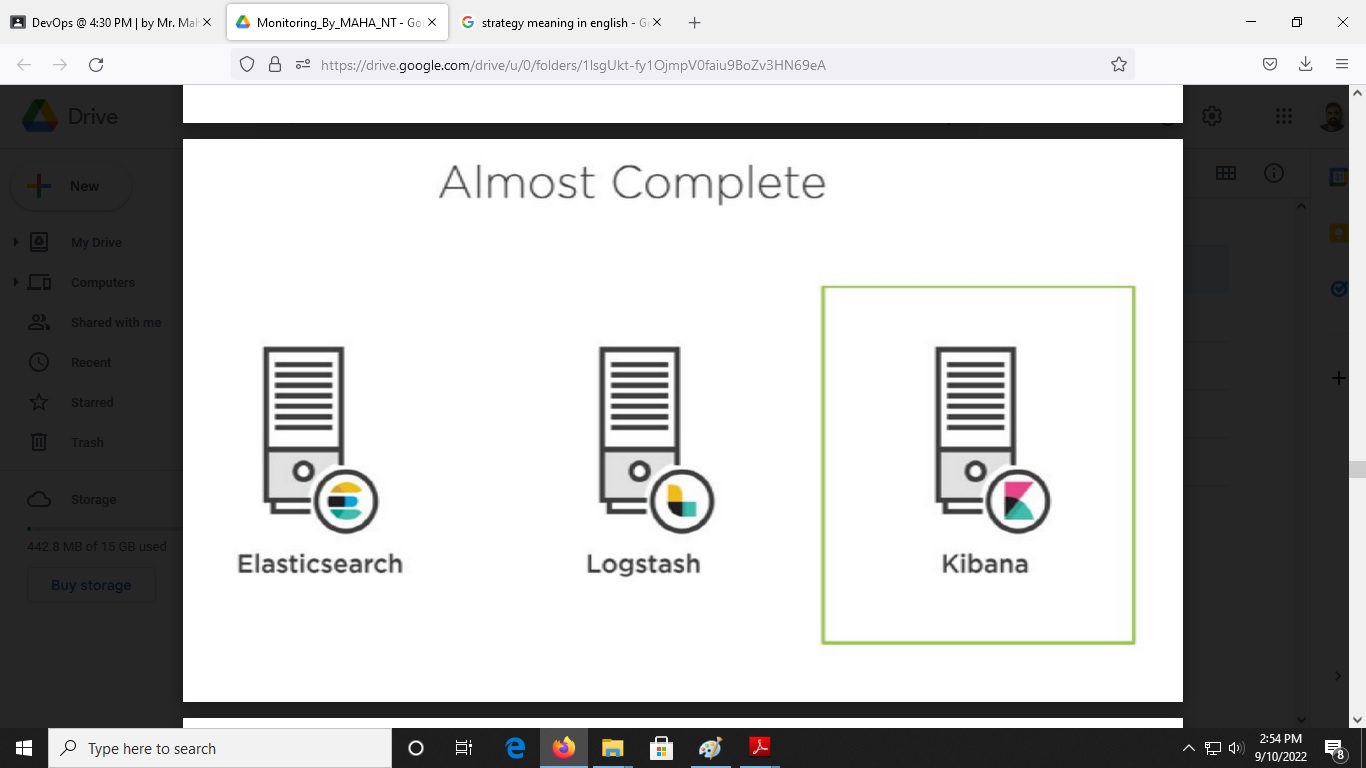 DevOps @ 4:30 PM | by Mr. Mah
Monitoring_By_MAHA_NT - Goo
strategy meaning in english - Go
https://drive.google.com/drive/u/0/folders/1lsgUkt-fy1OjmpV0faiu9BoZv3HN69eA
Drive
New
My Drive
Computers
Shared with me
Recent
Starred
Trash
Storage
442.8 MB of 15 GB used
Buy storage
Almost Complete
Elasticsearch
Logstash
Kibana
Type here to search
2:54 PM
9/10/2022
8